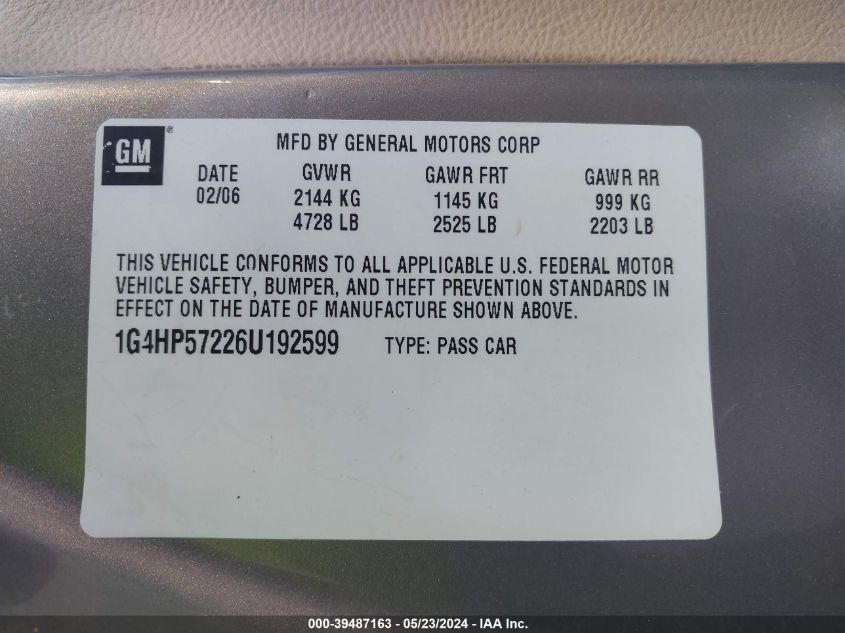 GM ®
MFD BY GENERAL MOTORS CORP
DATE GVWR GAWR FRT GAWR RR
02/06 2144 KG 1145 KG 999 KG
4728 LB 2525 LB 2203 LB
THIS VEHICLE CONFORMS TO ALL APPLICABLE U.S. FEDERAL MOTOR
VEHICLE SAFETY, BUMPER, AND THEFT PREVENTION STANDARDS IN
EFFECT ON THE DATE OF MANUFACTURE SHOWN ABOVE.
1G4HP57226U192599 TYPE: PASS CAR
000-39487163 - 05/23/2024 - IAA Inc.